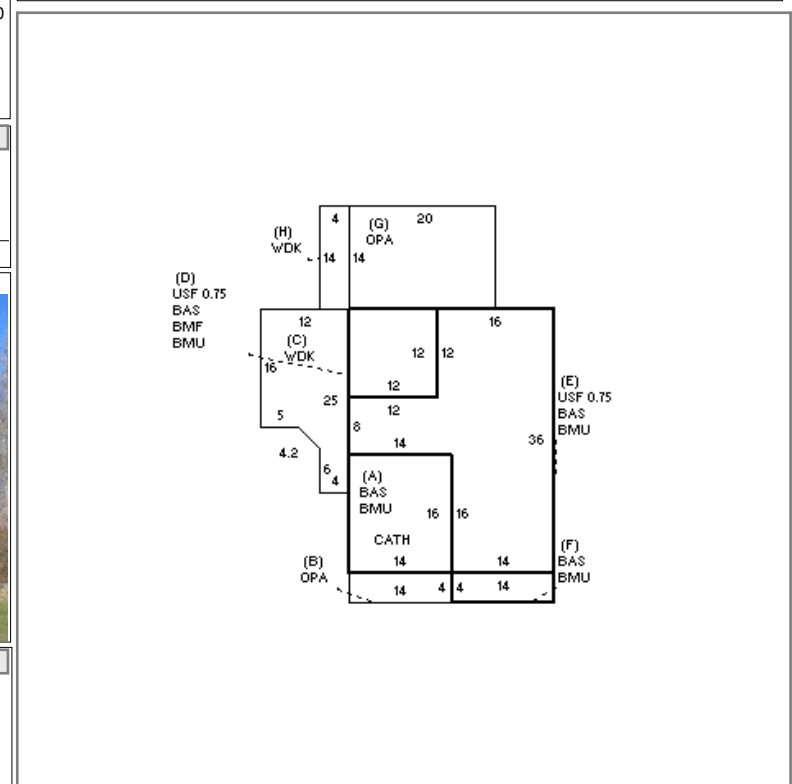 0
4
(G)
20
(H)
OPA
WDK
14
14
(D)
USF 0.75
BAS
BMF
BMU
12
16
(C)
WDK
12
12
16
12
(E)
USF 0.75
BAS
BMU
25
12
5
8
14
36
4.2
6
4
(A)
BAS
BMU
16
16
CATH
(B)
OPA
14
14
(F)
BAS
BMU
14
4
4
14